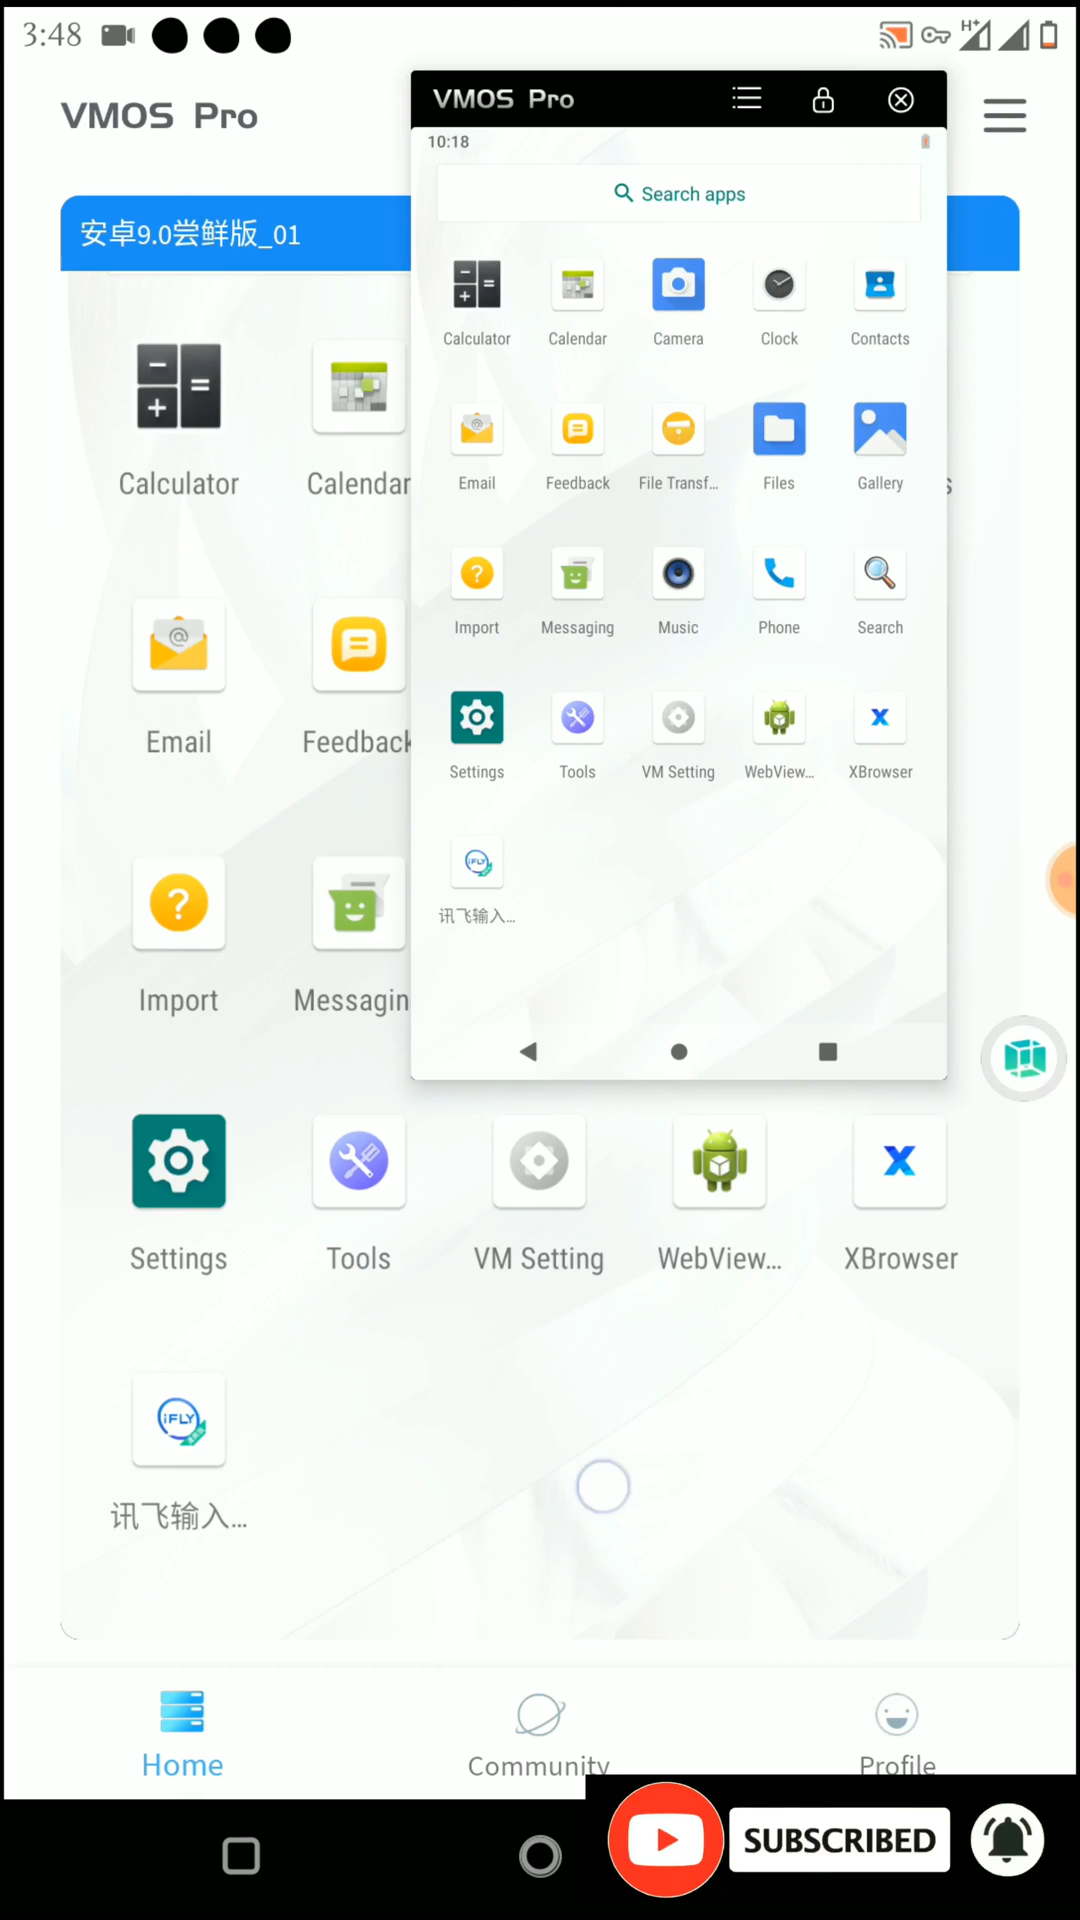 3:48
H+
VMOS Pro
安卓9.0尝鲜版_01
Calculator
Calendar
Email
Feedback
Import
Messagin
s
Settings
Tools
VM Setting
WebView...
XBrowser
iFLY
讯飞输入...
VMOS Pro
10:18
Search apps
Calculator
Calendar
Camera
Clock
Contacts
Email
Feedback
File Transf...
Files
Gallery
Import
Messaging
Music
Phone
Search
Settings
Tools
VM Setting
WebView...
XBrowser
iFLY
讯飞输入...
Home
Community
Profile
SUBSCRIBED